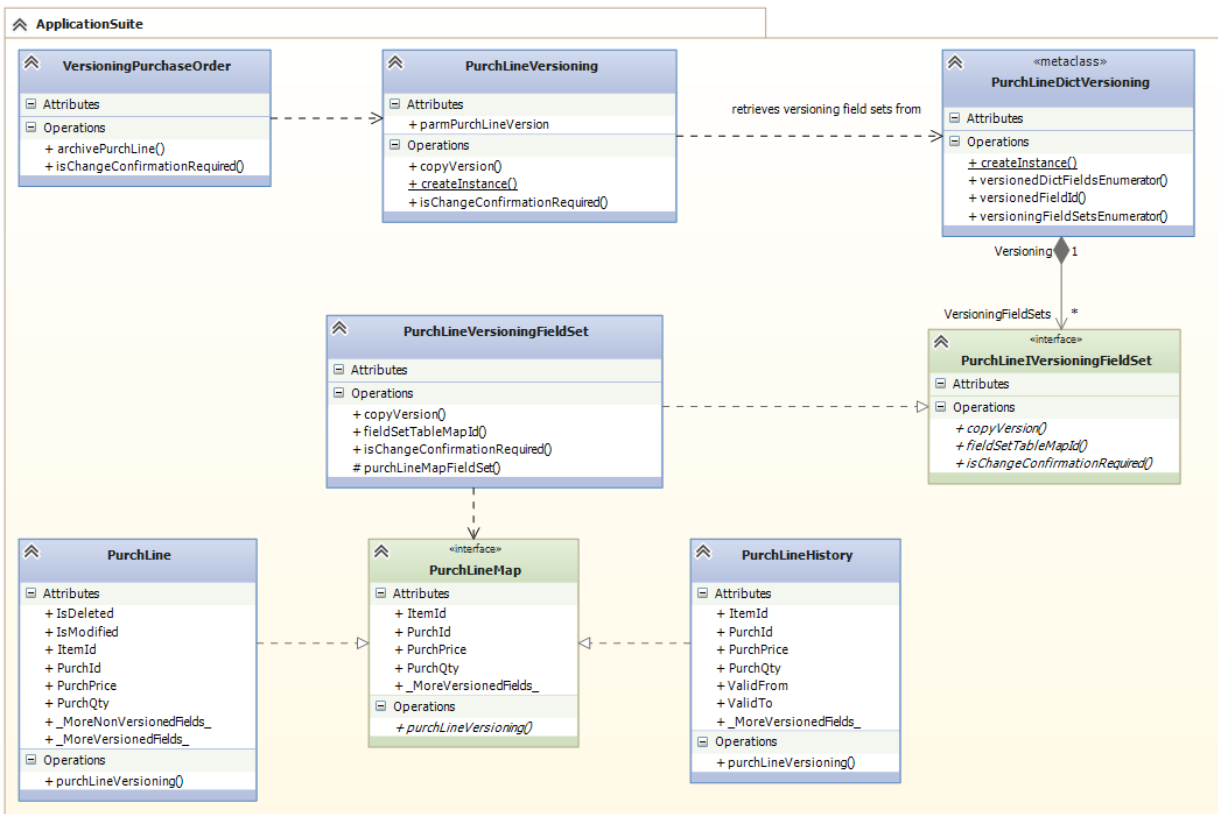 ApplicationSuite
VersioningPurchaseOrder
Attributes
Operations
+ archivePurchLine()
+ isChangeConfirmationRequired()
PurchLineVersioning
Attributes
+ parmPurchLineVersion
Operations
+ copyVersion()
+ createInstance()
+ isChangeConfirmationRequired()
retrieves versioning field sets from
«metaclass»
PurchLineDictVersioning
Attributes
Operations
+ createInstance()
+ versionedDictFieldsEnumerator()
+ versionedFieldId()
+ versioningFieldSetsEnumerator()
Versioning 1
VersioningFieldSets *
PurchLineVersioningFieldSet
Attributes
Operations
+ copyVersion()
+ fieldSetTableMapId()
+ isChangeConfirmationRequired()
# purchLineMapFieldSet()
«interface»
PurchLineIVersioningFieldSet
Attributes
Operations
+ copyVersion()
+ fieldSetTableMapId()
+ isChangeConfirmationRequired()
PurchLine
Attributes
+ IsDeleted
+ IsModified
+ ItemId
+ PurchId
+ PurchPrice
+ PurchQty
+ _MoreNonVersionedFields_
+ _MoreVersionedFields_
Operations
+ purchLineVersioning()
«interface»
PurchLineMap
Attributes
+ ItemId
+ PurchId
+ PurchPrice
+ PurchQty
+ _MoreVersionedFields_
Operations
+ purchLineVersioning()
PurchLineHistory
Attributes
+ ItemId
+ PurchId
+ PurchPrice
+ PurchQty
+ ValidFrom
+ ValidTo
+ _MoreVersionedFields_
Operations
+ purchLineVersioning()